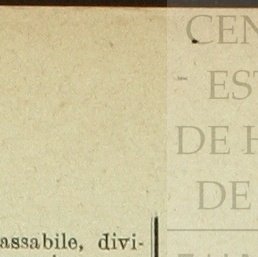 CEN
EST
DE H
DE
assabile, divi-